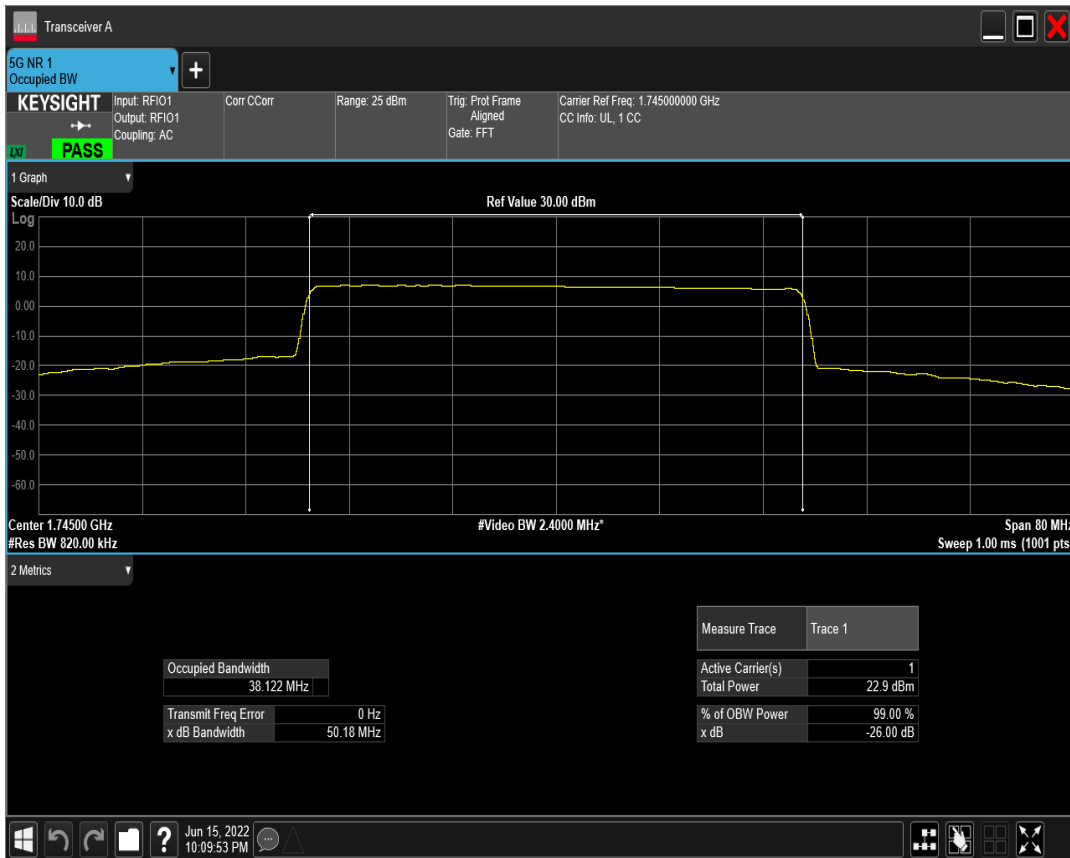 Transceiver A
5G NR 1
Occupied BW
+
KEYSIGHT
LXI
PASS
Input: RFIO1
Output: RFIO1
Coupling: AC
Corr CCorr
Range: 25 dBm
Trig: Prot Frame
Aligned
Gate: FFT
Carrier Ref Freq: 1.745000000 GHz
CC Info: UL, 1 CC
1 Graph
Scale/Div 10.0 dB
Ref Value 30.00 dBm
Log
20.0
10.0
0.00
-10.0
-20.0
-30.0
-40.0
-50.0
-60.0
Center 1.74500 GHz
#Video BW 2.4000 MHz*
Span 80 MHz
#Res BW 820.00 kHz
Sweep 1.00 ms (1001 pts
2 Metrics
Measure Trace Trace 1
Occupied Bandwidth
38.122 MHz
Active Carrier(s) 1
Total Power 22.9 dBm
Transmit Freq Error 0 Hz
x dB Bandwidth 50.18 MHz
% of OBW Power 99.00 %
x dB -26.00 dB
?
Jun 15, 2022
10:09:53 PM